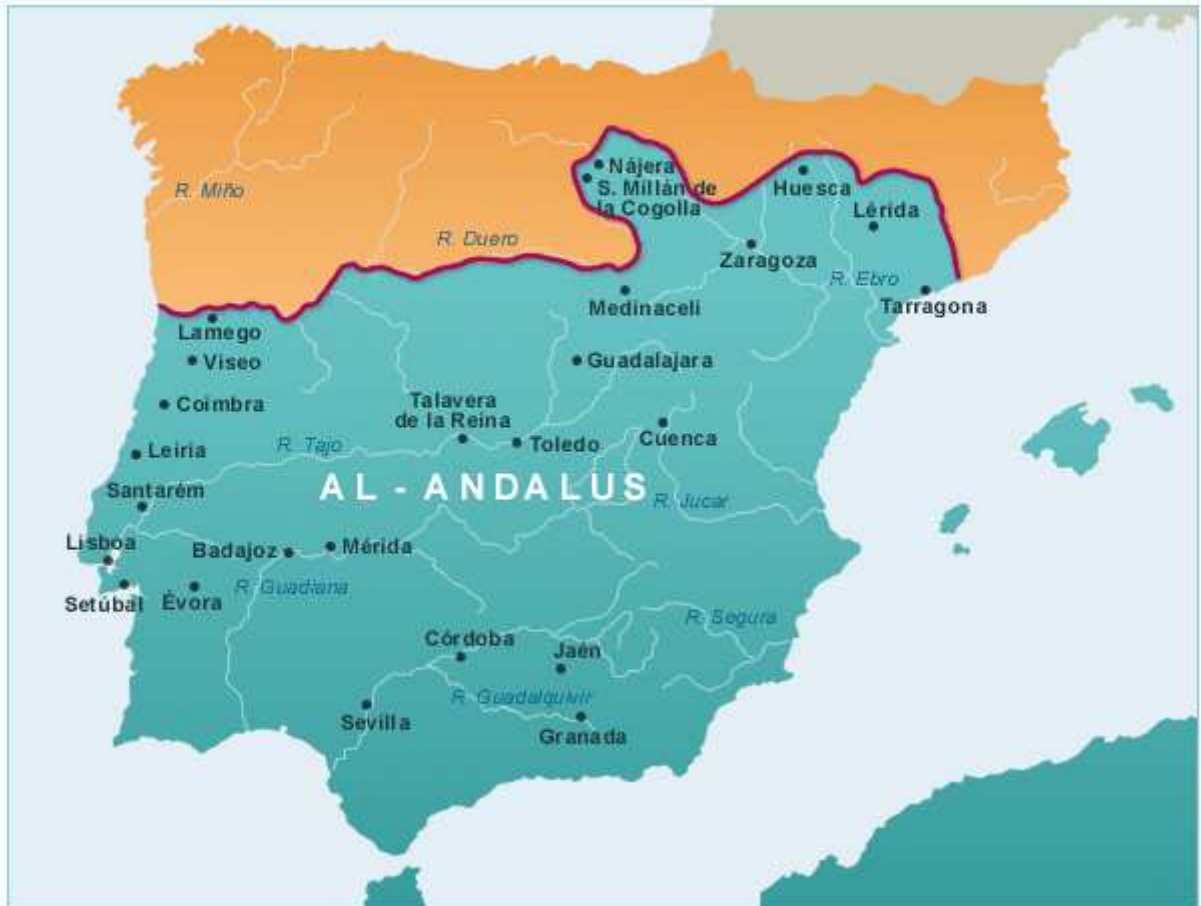 Nájera
R. Miño
S. Millán de
la Cogolla
Huesca
Lérida
R. Duero
Zaragoza
R. Ebro
Medinaceli
Tarragona
Lamego
Viseo
Guadalajara
Coimbra
Talavera
de la Reina
Cuenca
Toledo
R. Tajo
Leiria
AL - ANDALUS
Santarém
R. Jucar
Lisboa
Badajoz
Mérida
R. Guadiana
Setúbal
Évora
R. Segura
Córdoba
Jaén
R. Guadalquivir
Sevilla
Granada